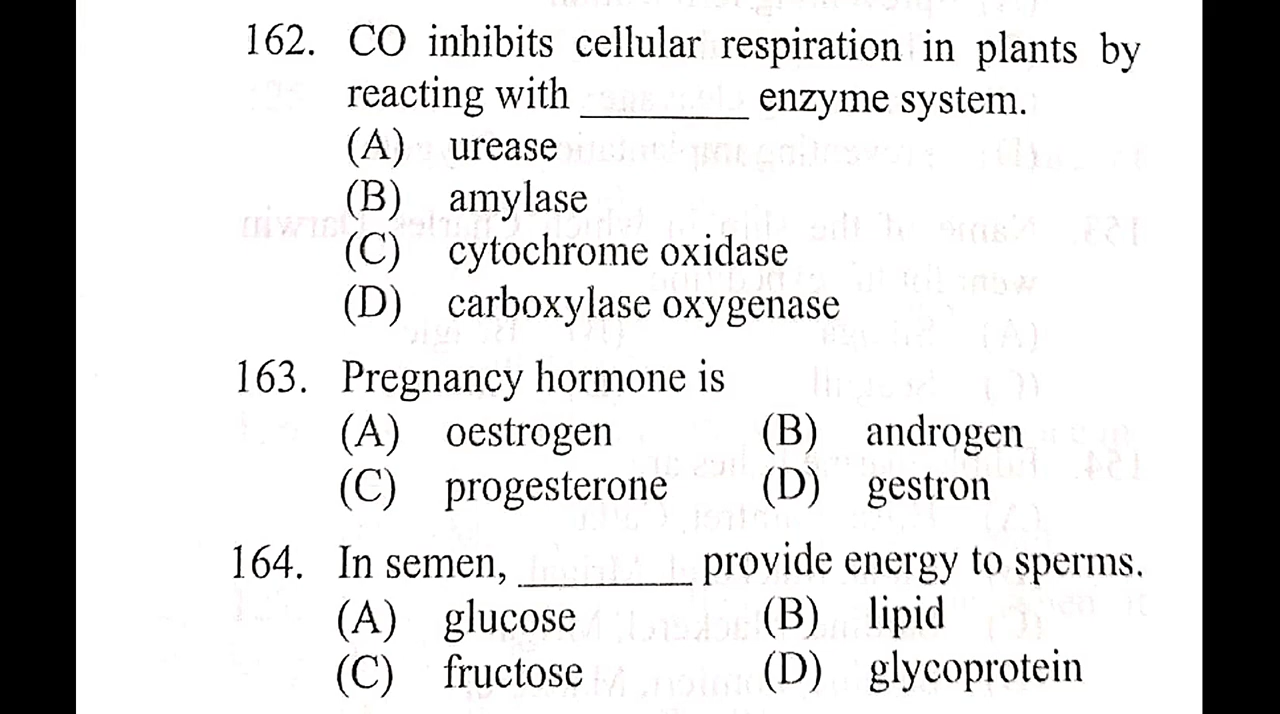 162. CO inhibits cellular respiration in plants by
reacting with ________ enzyme system.
(A) urease
(B) amylase
(C) cytochrome oxidase
(D) carboxylase oxygenase
163. Pregnancy hormone is
(A) oestrogen (B) androgen
(C) progesterone (D) gestron
164. In semen, ________ provide energy to sperms.
(A) glucose (B) lipid
(C) fructose (D) glycoprotein